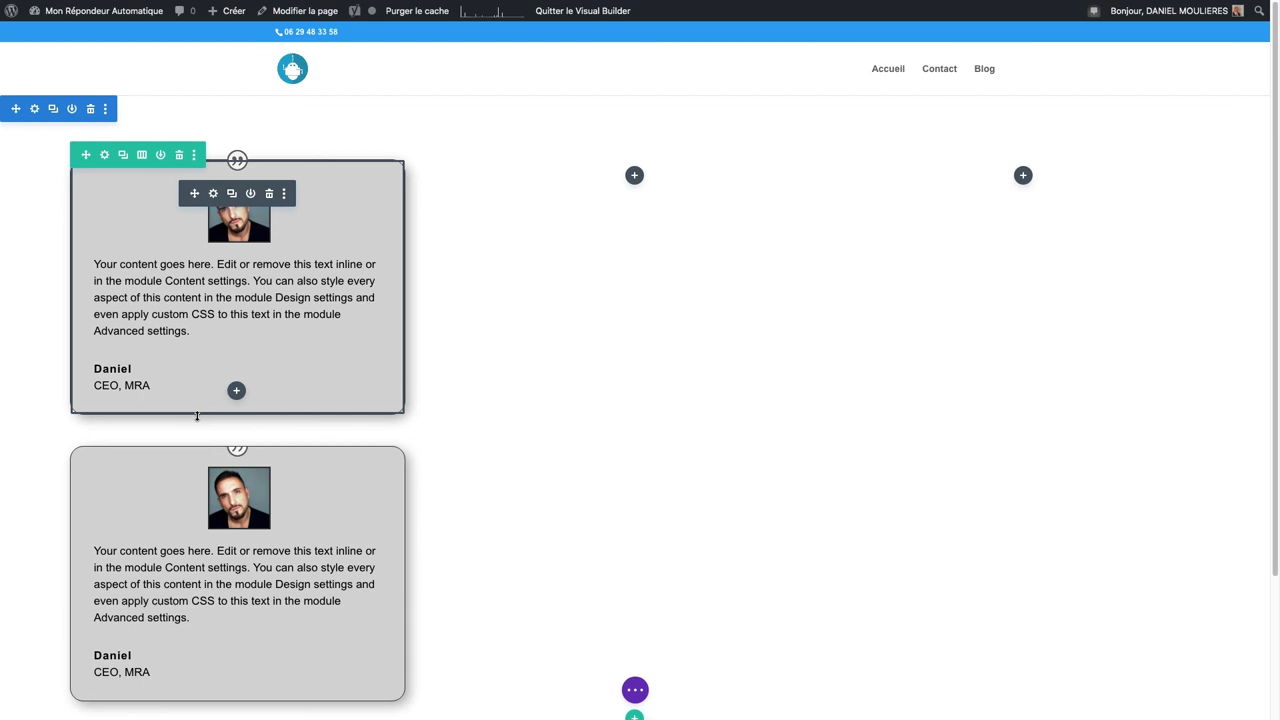 Mon Répondeur Automatique 0 Créer Modifier la page Purger le cache Quitter le Visual Builder Bonjour, DANIEL MOULIERES
06 29 48 33 58
Accueil Contact Blog
Your content goes here. Edit or remove this text inline or
in the module Content settings. You can also style every
aspect of this content in the module Design settings and
even apply custom CSS to this text in the module
Advanced settings.
Daniel
CEO, MRA
Your content goes here. Edit or remove this text inline or
in the module Content settings. You can also style every
aspect of this content in the module Design settings and
even apply custom CSS to this text in the module
Advanced settings.
Daniel
CEO, MRA